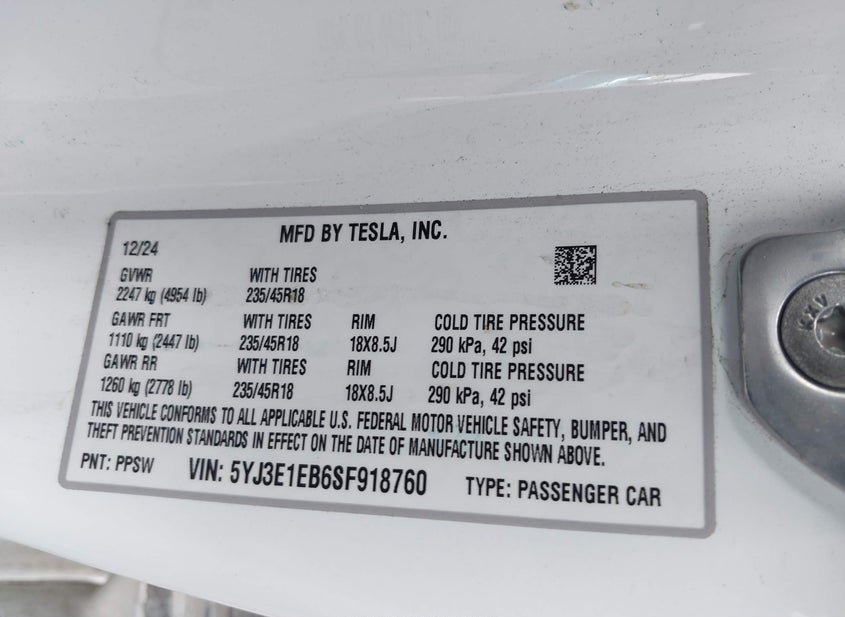 MFD BY TESLA, INC.
12/24
GVWR WITH TIRES
2247 kg (4954 lb) 235/45R18
GAWR FRT WITH TIRES RIM COLD TIRE PRESSURE
1110 kg (2447 lb) 235/45R18 18X8.5J 290 kPa, 42 psi
GAWR RR WITH TIRES RIM COLD TIRE PRESSURE
1260 kg (2778 lb) 235/45R18 18X8.5J 290 kPa, 42 psi
THIS VEHICLE CONFORMS TO ALL APPLICABLE U.S. FEDERAL MOTOR VEHICLE SAFETY, BUMPER, AND
THEFT PREVENTION STANDARDS IN EFFECT ON THE DATE OF MANUFACTURE SHOWN ABOVE.
PNT: PPSW VIN: 5YJ3E1EB6SF918760 TYPE: PASSENGER CAR